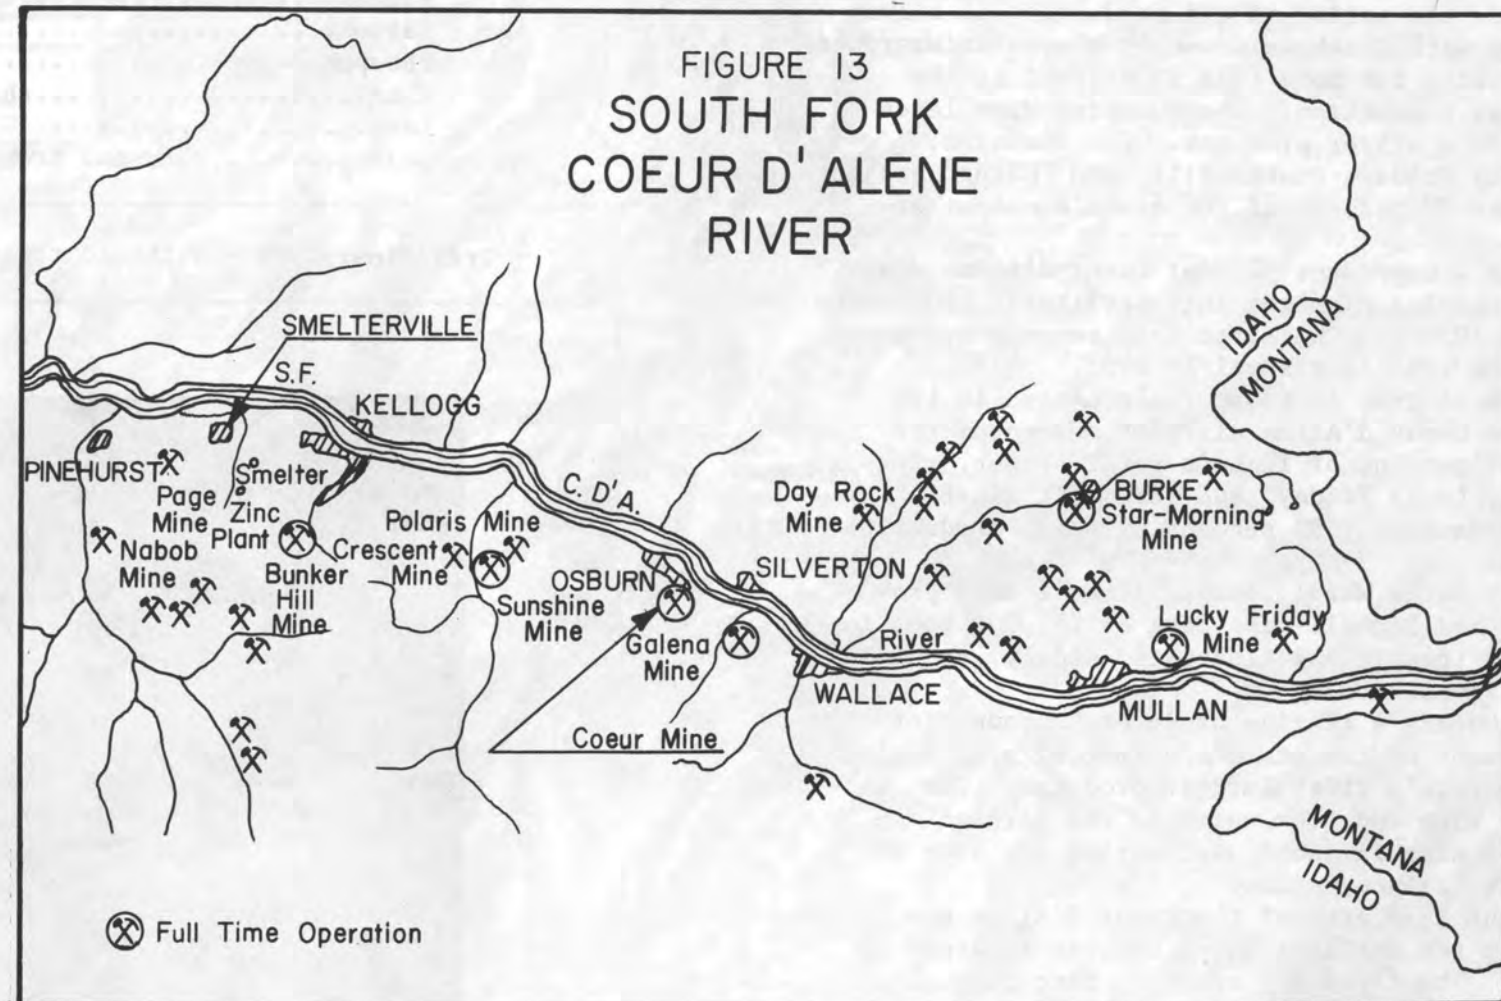 FIGURE 13
SOUTH FORK
COEUR D'ALENE
RIVER
IDAHO
MONTANA
SMELTERVILLE
S.F.
KELLOGG
PINEHURST
Page
Mine
Smelter
Zinc
Plant
Nabob
Mine
Bunker
Hill
Mine
Polaris Mine
Crescent
Mine
C. D'A.
OSBURN
Sunshine
Mine
SILVERTON
Day Rock
Mine
BURKE
Star-Morning
Mine
Galena
Mine
River
Lucky Friday
Mine
WALLACE
MULLAN
Coeur Mine
MONTANA
IDAHO
Full Time Operation